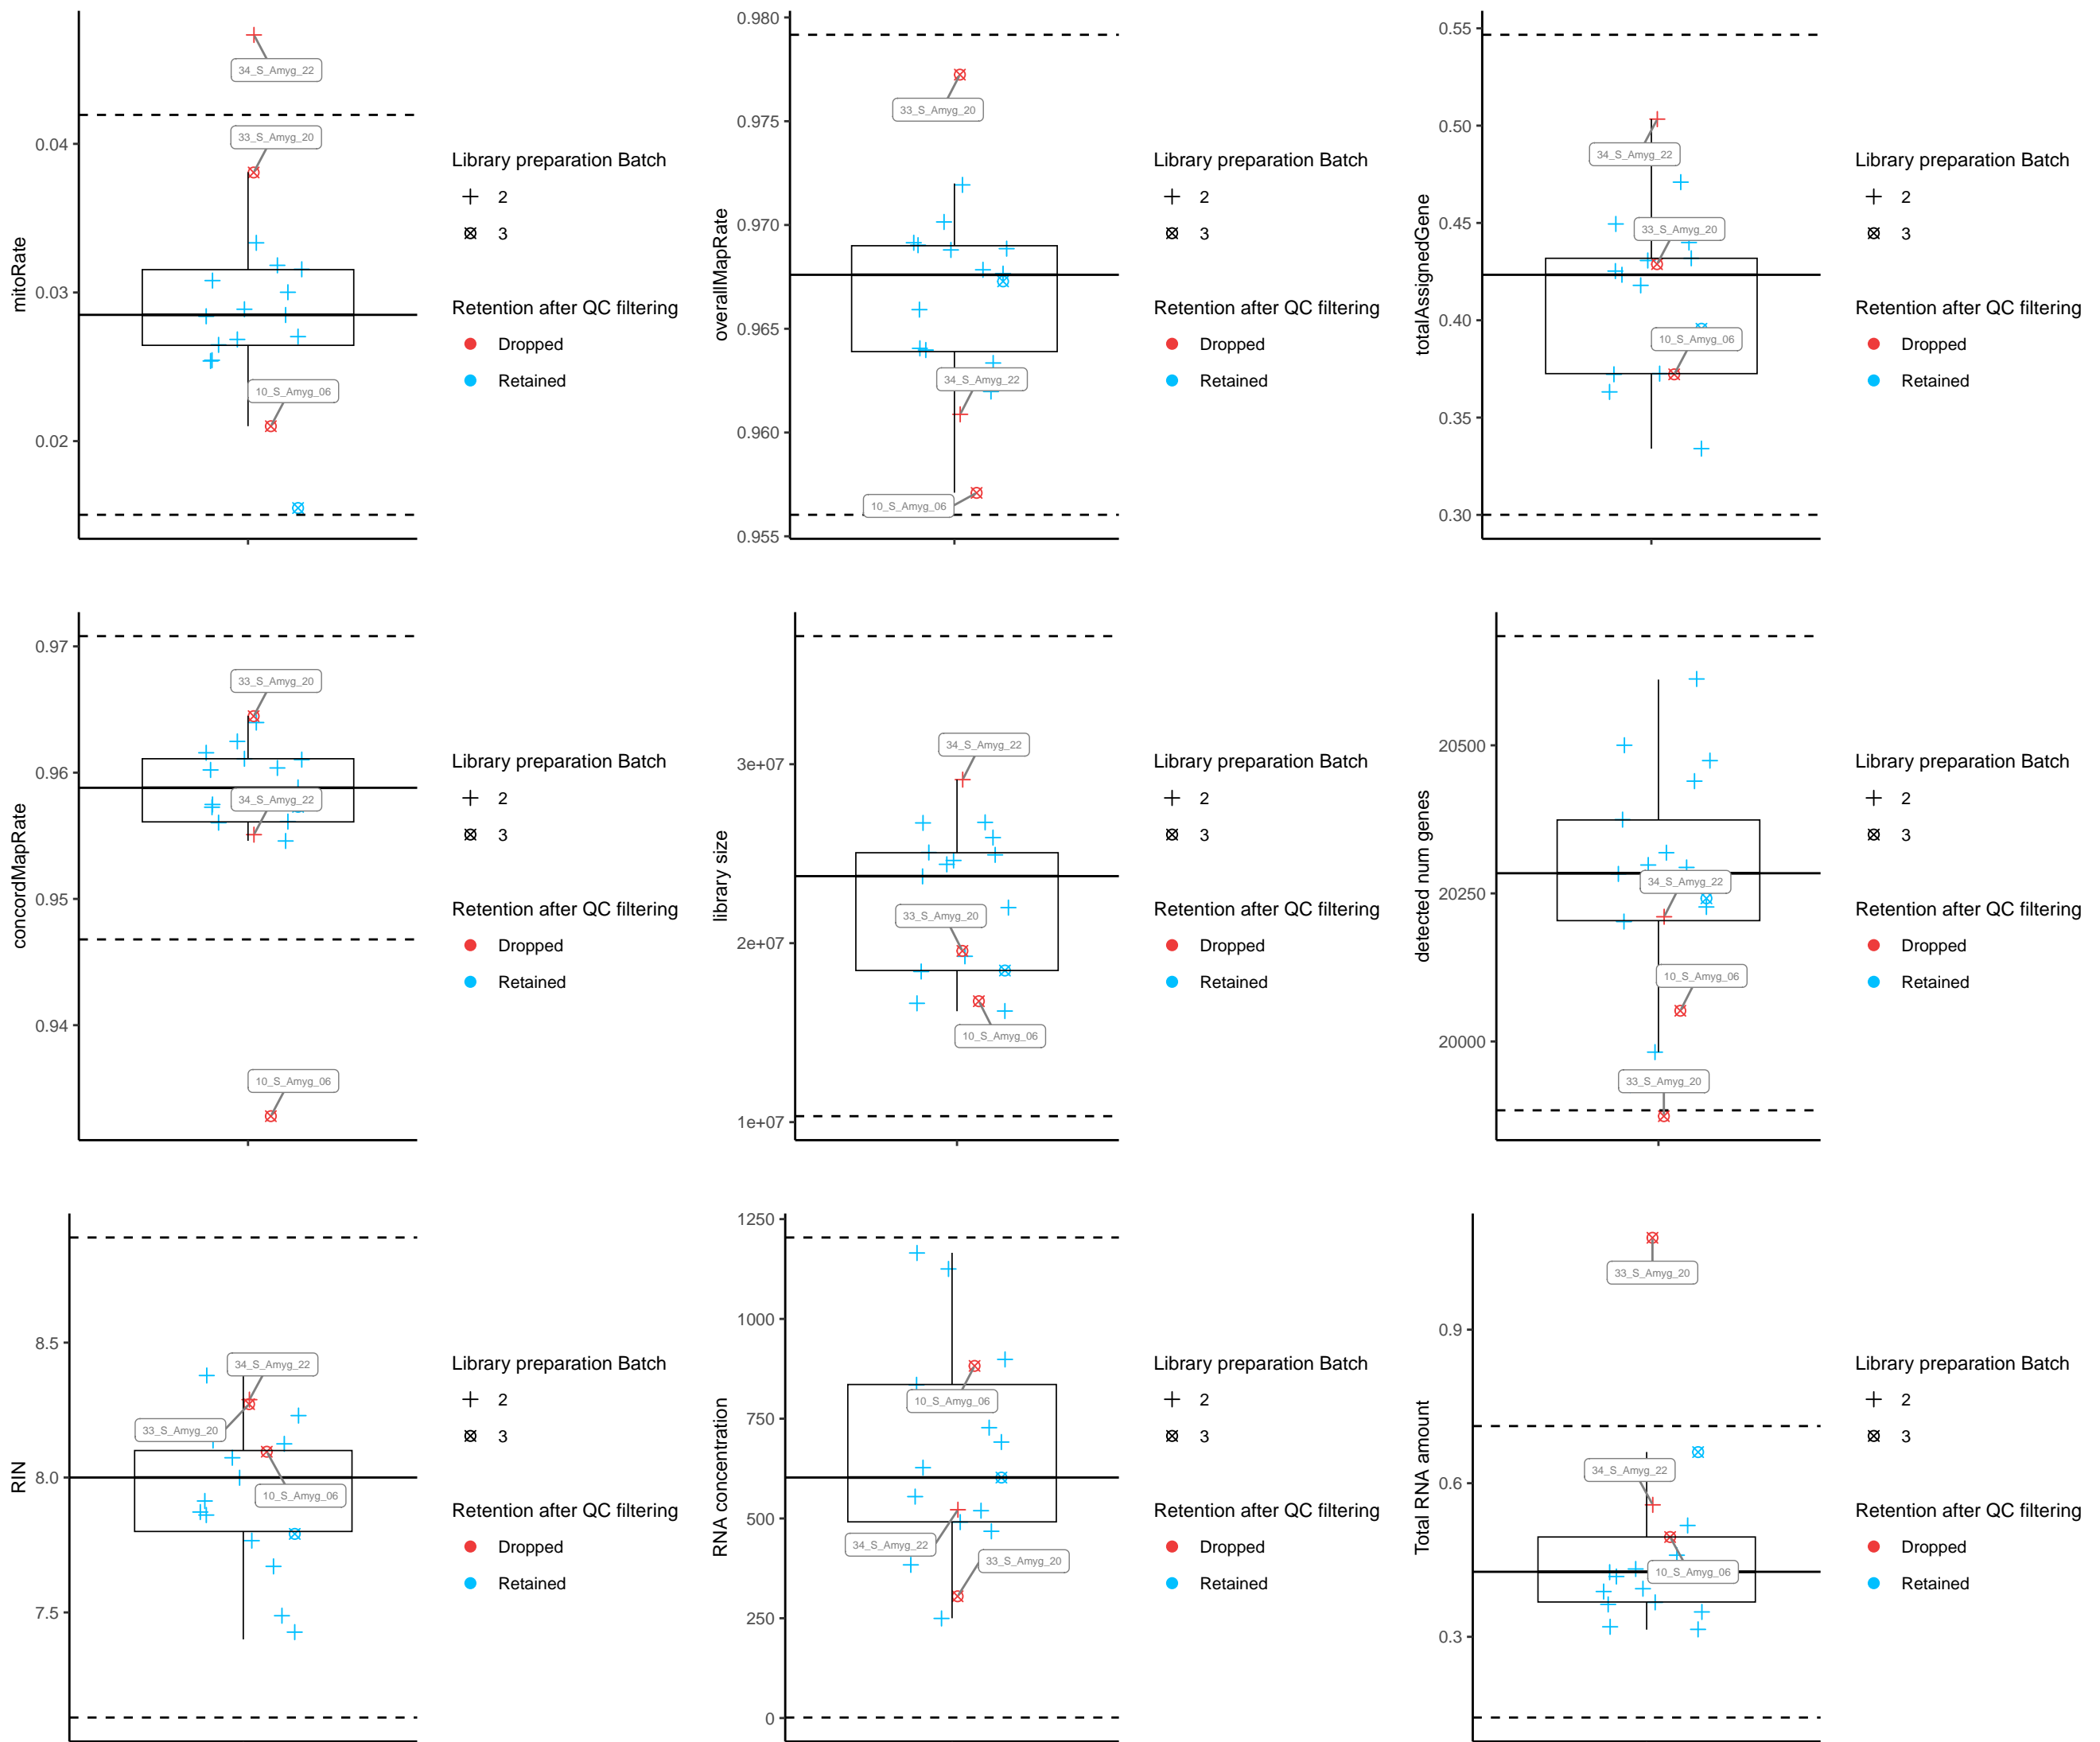 mitoRate
0.04
0.03
0.02
34_S_Amyg_22
33_S_Amyg_20
10_S_Amyg_06
Library preparation Batch
2
3
Retention after QC filtering
Dropped
Retained
overallMapRate
0.980
0.975
0.970
0.965
0.960
0.955
33_S_Amyg_20
34_S_Amyg_22
10_S_Amyg_06
Library preparation Batch
2
3
Retention after QC filtering
Dropped
Retained
totalAssignedGene
0.55
0.50
0.45
0.40
0.35
0.30
34_S_Amyg_22
33_S_Amyg_20
10_S_Amyg_06
Library preparation Batch
2
3
Retention after QC filtering
Dropped
Retained
concordMapRate
0.97
0.96
0.95
0.94
33_S_Amyg_20
34_S_Amyg_22
10_S_Amyg_06
Library preparation Batch
2
3
Retention after QC filtering
Dropped
Retained
library size
3e+07
2e+07
1e+07
34_S_Amyg_22
33_S_Amyg_20
10_S_Amyg_06
Library preparation Batch
2
3
Retention after QC filtering
Dropped
Retained
detected num genes
20500
20250
20000
34_S_Amyg_22
10_S_Amyg_06
33_S_Amyg_20
Library preparation Batch
2
3
Retention after QC filtering
Dropped
Retained
RIN
8.5
8.0
7.5
34_S_Amyg_22
33_S_Amyg_20
10_S_Amyg_06
Library preparation Batch
2
3
Retention after QC filtering
Dropped
Retained
RNA concentration
1250
1000
750
500
250
0
10_S_Amyg_06
34_S_Amyg_22
33_S_Amyg_20
Library preparation Batch
2
3
Retention after QC filtering
Dropped
Retained
Total RNA amount
0.9
0.6
0.3
33_S_Amyg_20
34_S_Amyg_22
10_S_Amyg_06
Library preparation Batch
2
3
Retention after QC filtering
Dropped
Retained